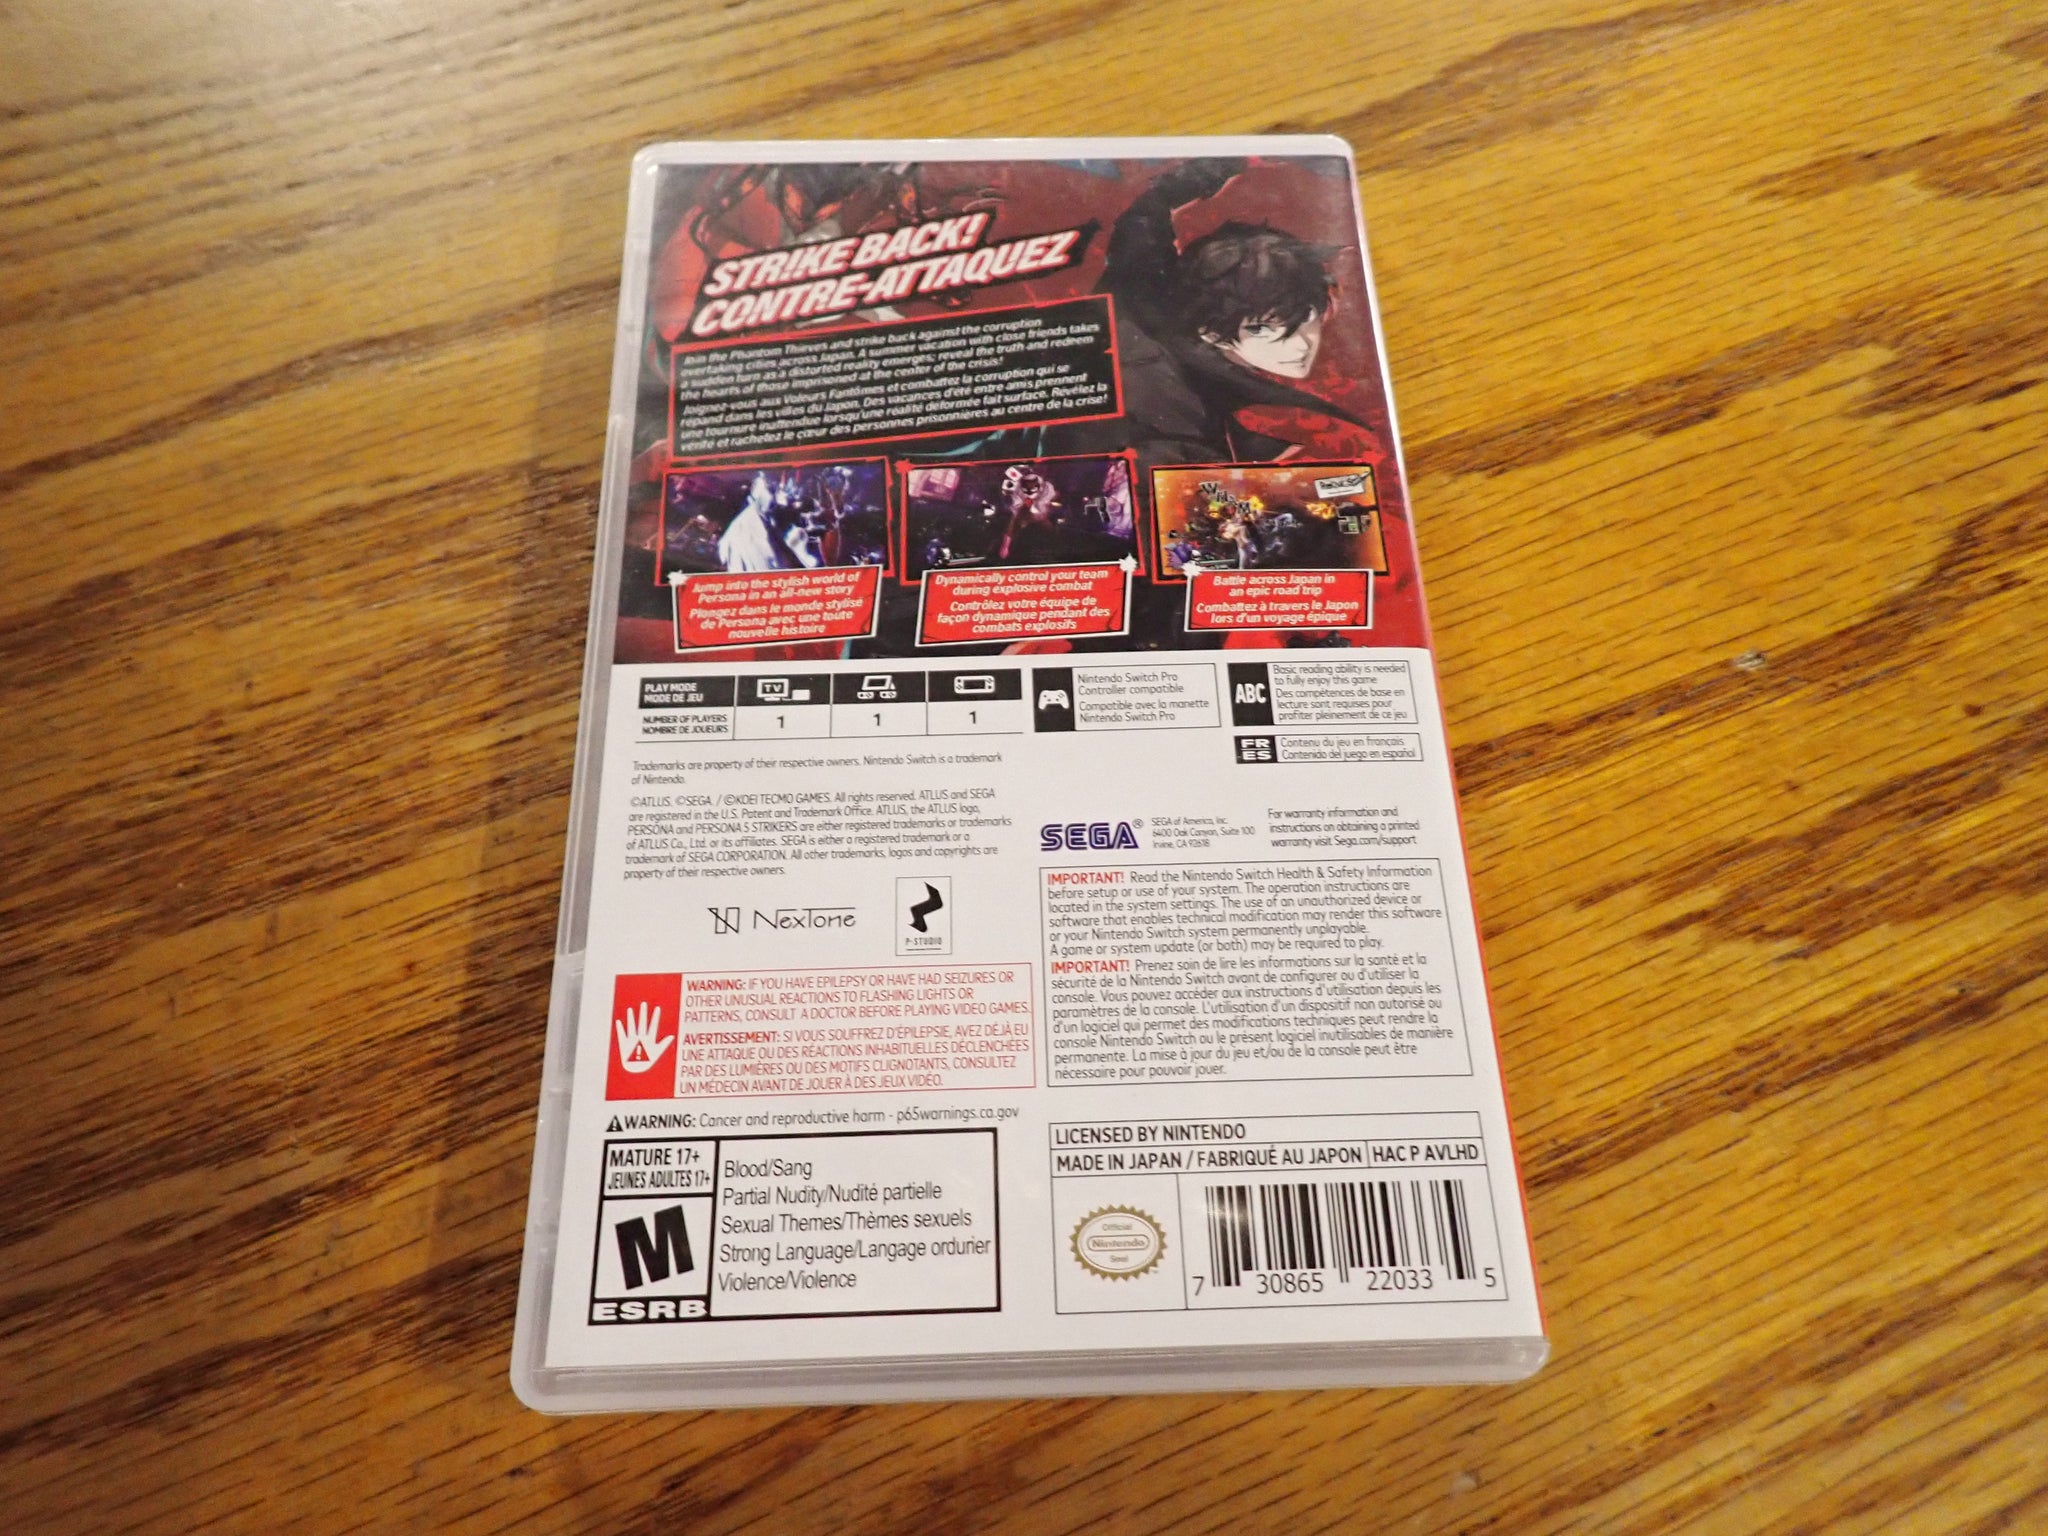 STRIKE BACK!
CONTRE-ATTAQUEZ
Join the Phantom Thieves and strike back against the corruption
overtaking cities across Japan. A summer vacation with close friends takes
a sudden turn as a distorted reality emerges; reveal the truth and redeem
the hearts of those imprisoned at the center of the crisis!
Joignez-vous aux Voleurs Fantômes et combattez la corruption qui se
répand dans les villes du Japon. Des vacances d'été entre amis prennent
une tournure inattendue lorsqu'une réalité déformée fait surface. Révélez la
vérité et rachetez le cœur des personnes prisonnières au centre de la crise!
Jump into the stylish world of
Persona in an all-new story
Plongez dans le monde stylisé
de Persona avec une toute
nouvelle histoire
Dynamically control your team
during explosive combat
Contrôlez votre équipe de
façon dynamique pendant des
combats explosifs
Battle across Japan in
an epic road trip
Combattez à travers le Japon
lors d'un voyage épique
PLAY MODE
MODE DE JEU
TV
NUMBER OF PLAYERS
NOMBRE DE JOUEURS
1
1
1
Nintendo Switch Pro
Controller compatible
Compatible avec la manette
Nintendo Switch Pro
ABC
Basic reading ability is needed
to fully enjoy this game
Des compétences de base en
lecture sont requises pour
profiter pleinement de ce jeu
FR
ES
Contenu du jeu en français
Contenido del juego en español
Trademarks are property of their respective owners. Nintendo Switch is a trademark
of Nintendo.
©ATLUS. ©SEGA. / ©KOEI TECMO GAMES. All rights reserved. ATLUS and SEGA
are registered in the U.S. Patent and Trademark Office. ATLUS, the ATLUS logo,
PERSONA and PERSONA 5 STRIKERS are either registered trademarks or trademarks
of ATLUS Co., Ltd. or its affiliates. SEGA is either a registered trademark or a
trademark of SEGA CORPORATION. All other trademarks, logos and copyrights are
property of their respective owners.
SEGA®
SEGA of America, Inc.
6400 Oak Canyon, Suite 100
Irvine, CA 92618
For warranty information and
instructions on obtaining a printed
warranty visit Sega.com/support
NexTone
P-STUDIO
IMPORTANT! Read the Nintendo Switch Health & Safety Information
before setup or use of your system. The operation instructions are
located in the system settings. The use of an unauthorized device or
software that enables technical modification may render this software
or your Nintendo Switch system permanently unplayable.
A game or system update (or both) may be required to play.
IMPORTANT! Prenez soin de lire les informations sur la santé et la
sécurité de la Nintendo Switch avant de configurer ou d'utiliser la
console. Vous pouvez accéder aux instructions d'utilisation depuis les
paramètres de la console. L'utilisation d'un dispositif non autorisé ou
d'un logiciel qui permet des modifications techniques peut rendre la
console Nintendo Switch ou le présent logiciel inutilisables de manière
permanente. La mise à jour du jeu et/ou de la console peut être
nécessaire pour pouvoir jouer.
WARNING: IF YOU HAVE EPILEPSY OR HAVE HAD SEIZURES OR
OTHER UNUSUAL REACTIONS TO FLASHING LIGHTS OR
PATTERNS, CONSULT A DOCTOR BEFORE PLAYING VIDEO GAMES.
AVERTISSEMENT: SI VOUS SOUFFREZ D'ÉPILEPSIE, AVEZ DÉJÀ EU
UNE ATTAQUE OU DES RÉACTIONS INHABITUELLES DÉCLENCHÉES
PAR DES LUMIÈRES OU DES MOTIFS CLIGNOTANTS, CONSULTEZ
UN MÉDECIN AVANT DE JOUER À DES JEUX VIDÉO.
WARNING: Cancer and reproductive harm - p65warnings.ca.gov
MATURE 17+
JEUNES ADULTES 17+
M
ESRB
Blood/Sang
Partial Nudity/Nudité partielle
Sexual Themes/Thèmes sexuels
Strong Language/Langage ordurier
Violence/Violence
LICENSED BY NINTENDO
MADE IN JAPAN / FABRIQUÉ AU JAPON
HAC P AVLHD
Official
Nintendo
Seal
7 30865 22033 5